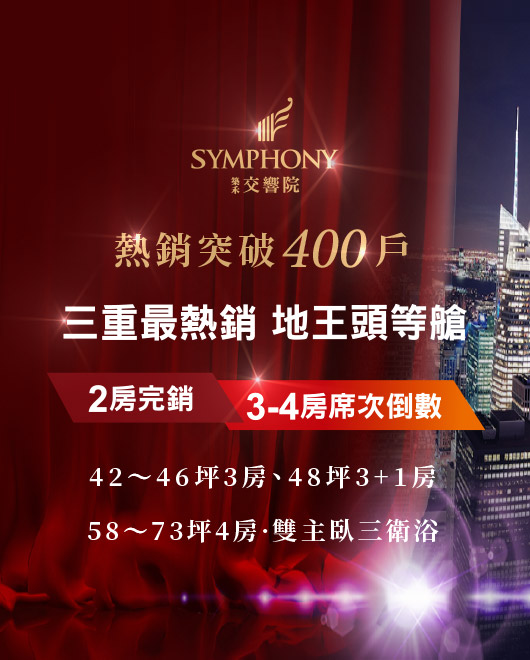 SYMPHONY
築禾 交響院
熱銷突破400戶
三重最熱銷 地王頭等艙
2房完銷
3-4房席次倒數
42～46坪3房、48坪3+1房
58～73坪4房·雙主臥三衛浴